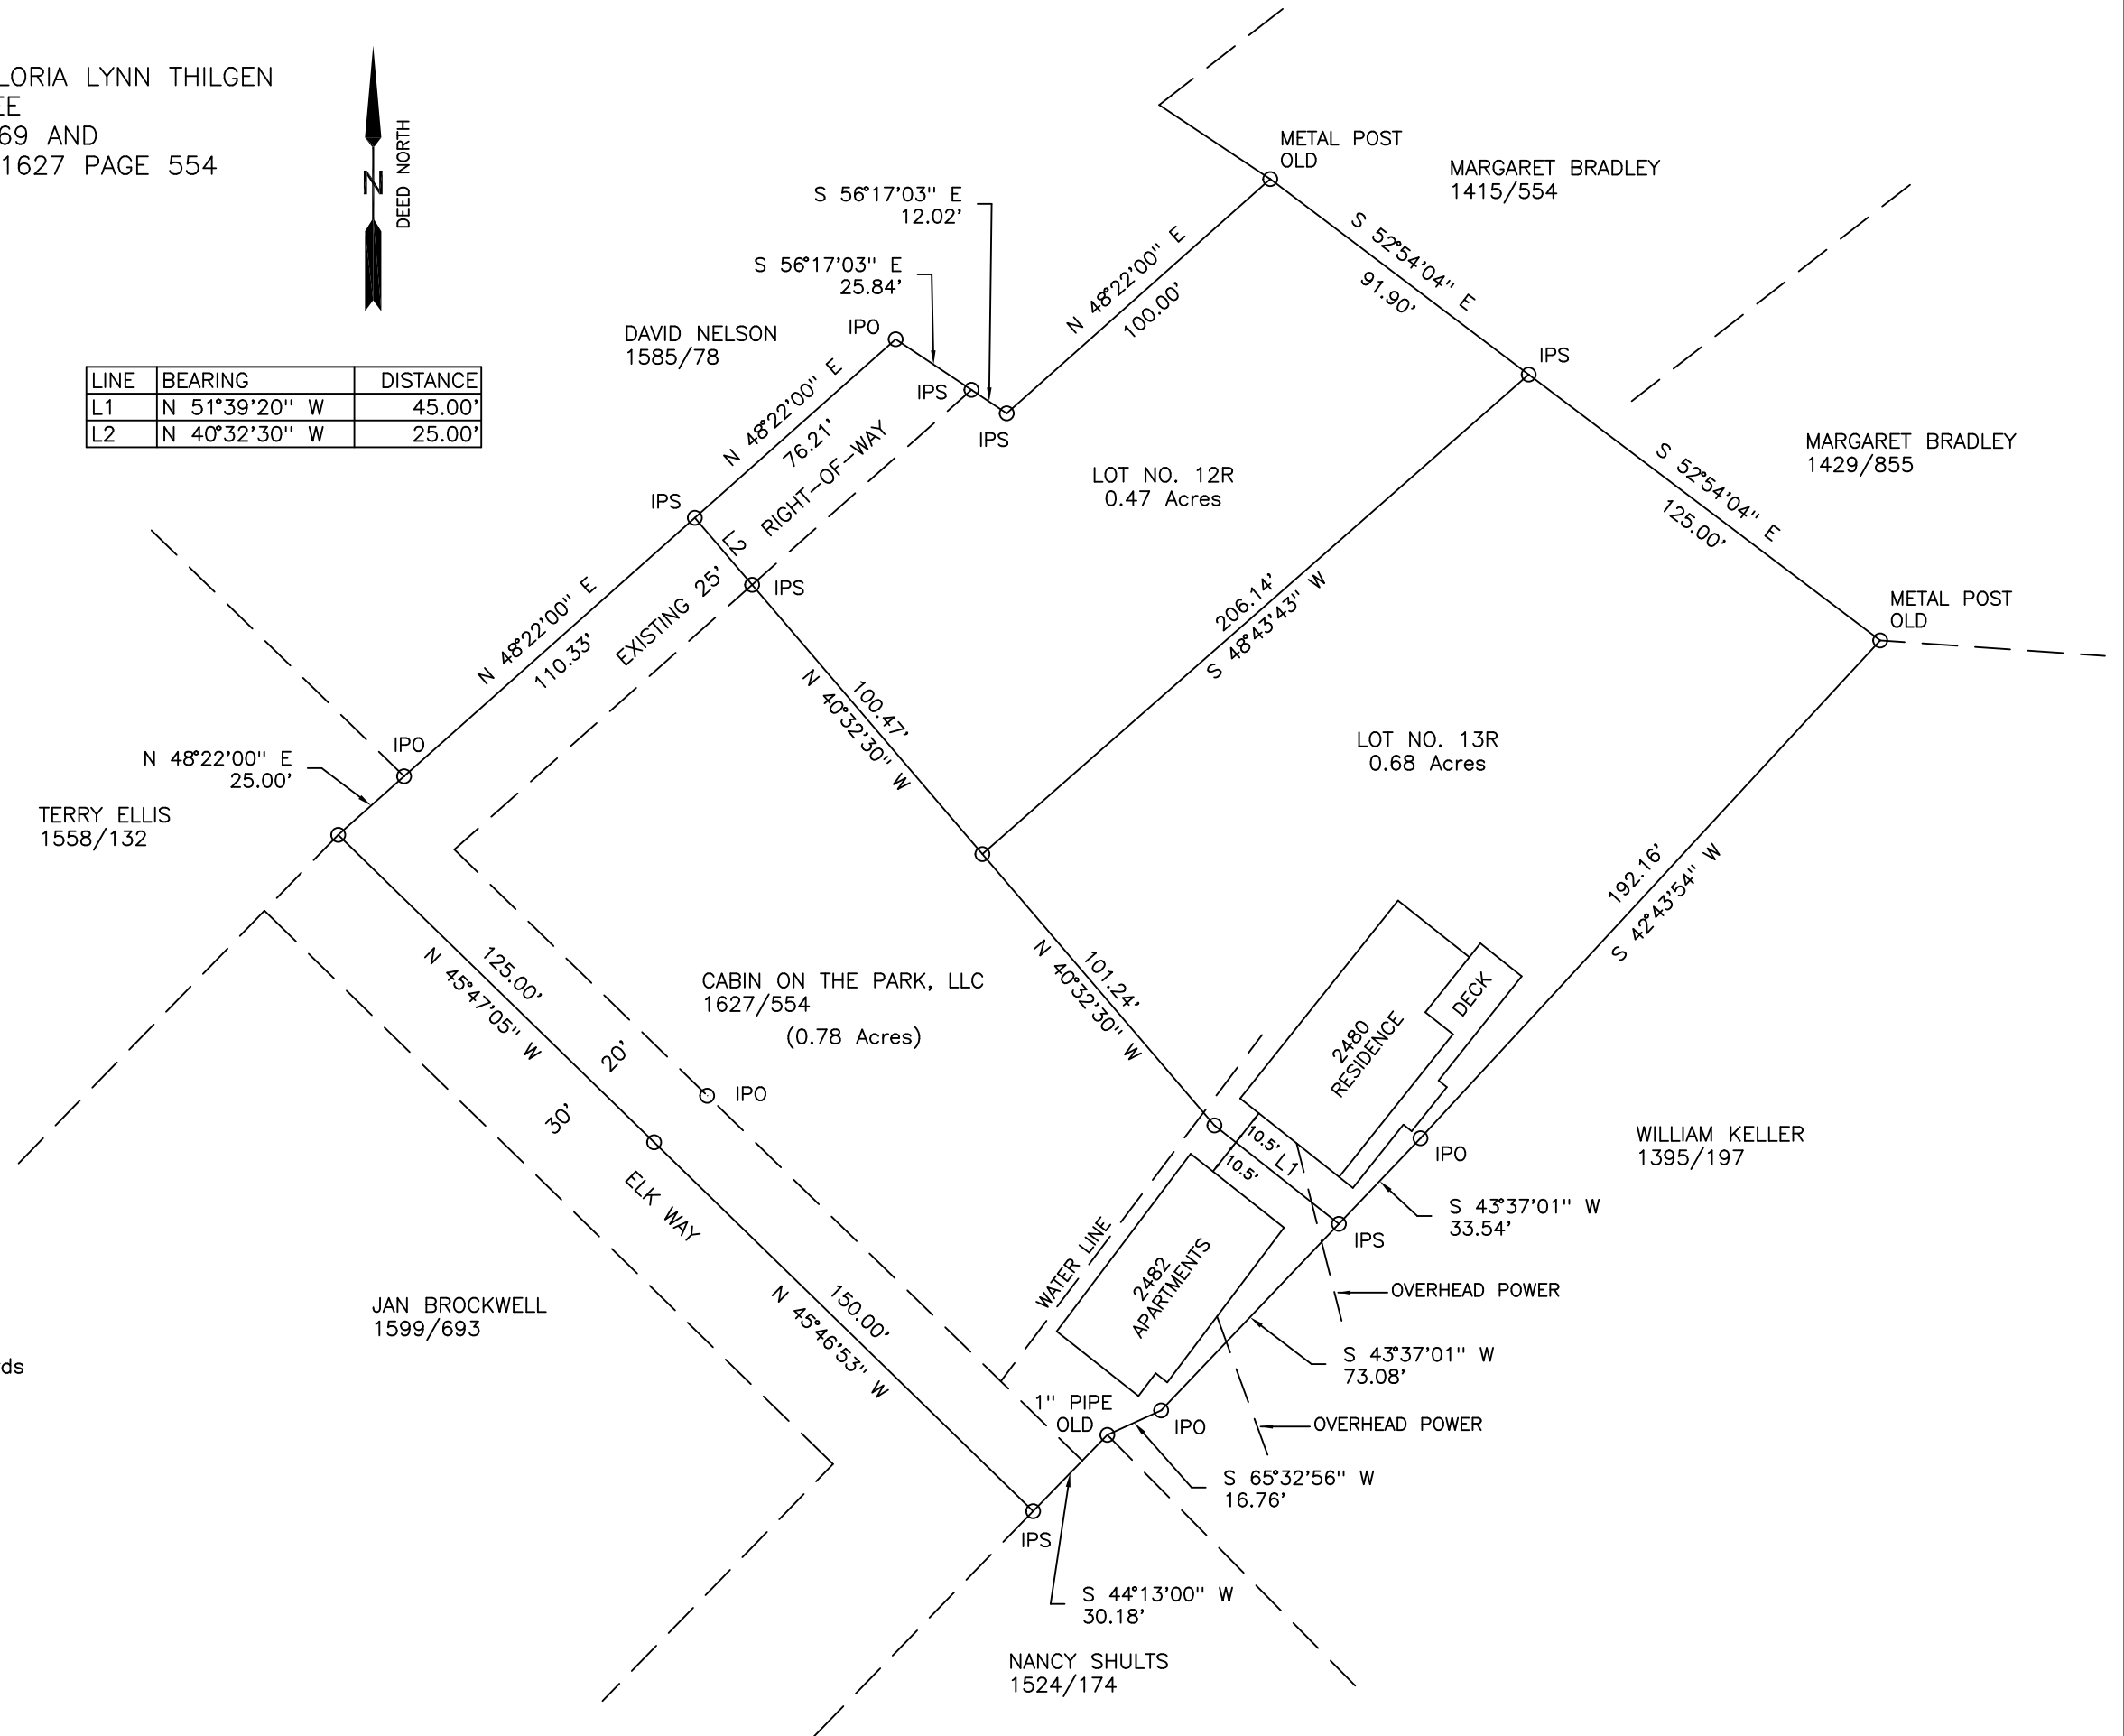 LORIA LYNN THILGEN
EE
69 AND
1627 PAGE 554
N
DEED NORTH
LINE BEARING DISTANCE
L1 N 51°39'20" W 45.00'
L2 N 40°32'30" W 25.00'
METAL POST
OLD
MARGARET BRADLEY
1415/554
S 56°17'03" E
12.02'
S 56°17'03" E
25.84'
S 52°54'04" E
91.90'
N 48°22'00" E
100.00'
DAVID NELSON
1585/78
IPO
IPS
IPS
IPS
N 48°22'00" E
76.21'
MARGARET BRADLEY
1429/855
S 52°54'04" E
125.00'
LOT NO. 12R
0.47 Acres
IPS
L2
EXISTING 25' RIGHT-OF-WAY
IPS
METAL POST
OLD
N 48°22'00" E
110.33'
206.14'
S 48°43'43" W
100.47'
N 40°32'30" W
IPO
N 48°22'00" E
25.00'
LOT NO. 13R
0.68 Acres
TERRY ELLIS
1558/132
192.16'
S 42°43'54" W
125.00'
N 45°47'05" W
CABIN ON THE PARK, LLC
1627/554
(0.78 Acres)
101.24'
N 40°32'30" W
DECK
2480
RESIDENCE
20'
30'
IPO
WILLIAM KELLER
1395/197
IPO
10.5'
L1
10.5'
ELK WAY
S 43°37'01" W
33.54'
IPS
WATER LINE
2482
APARTMENTS
OVERHEAD POWER
JAN BROCKWELL
1599/693
150.00'
N 45°46'53" W
S 43°37'01" W
73.08'
rds
1" PIPE
OLD
IPO
OVERHEAD POWER
S 65°32'56" W
16.76'
IPS
S 44°13'00" W
30.18'
NANCY SHULTS
1524/174